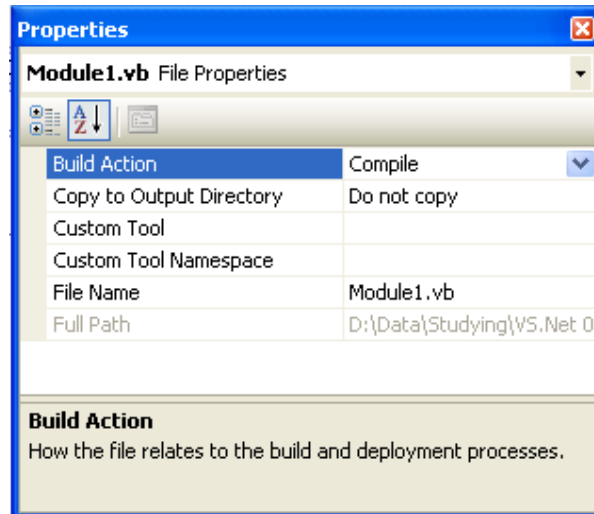 Properties
Module1.vb File Properties
A
Z
Build Action Compile
Copy to Output Directory Do not copy
Custom Tool
Custom Tool Namespace
File Name Module1.vb
Full Path D:\Data\Studying\VS.Net 0
Build Action
How the file relates to the build and deployment processes.